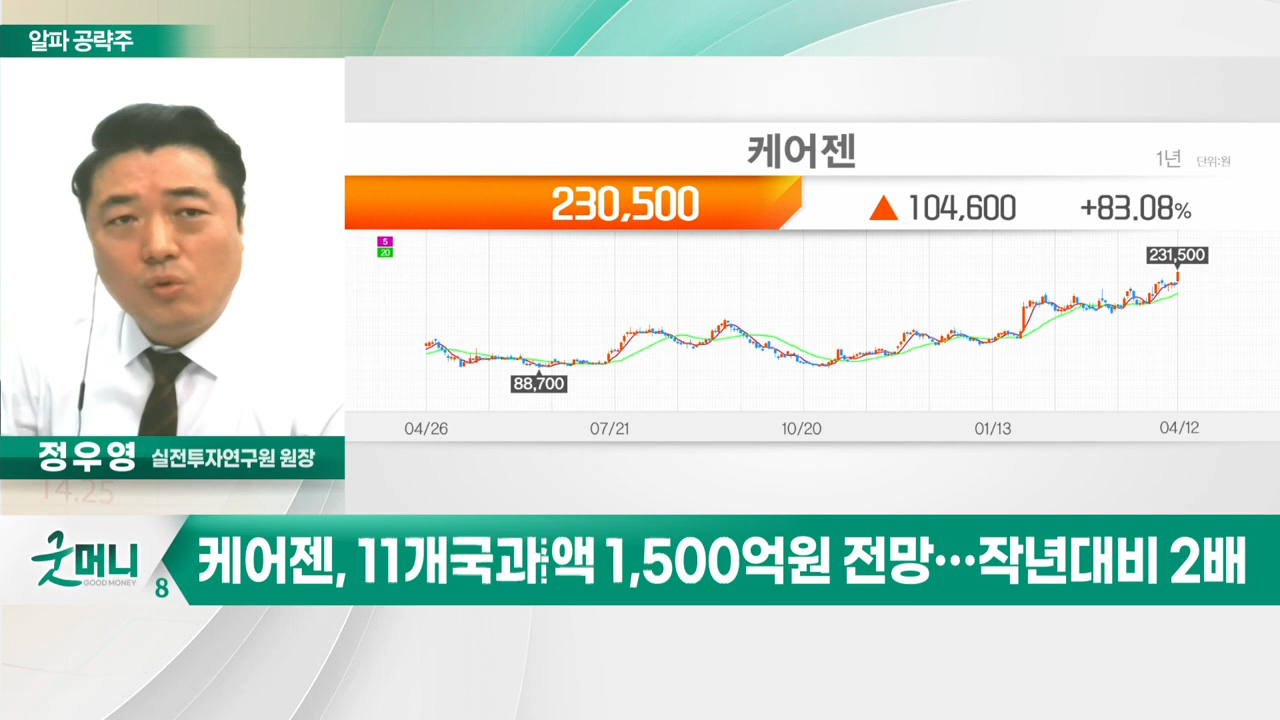 알파 공략주
케어젠
1년 단위:원
230,500 ▲ 104,600 +83.08%
5
20
231,500
88,700
04/26 07/21 10/20 01/13 04/12
정우영 실전투자연구원 원장
14.25
굿머니
GOOD MONEY
8
케어젠, 11개국과 액 1,500억원 전망…작년대비 2배